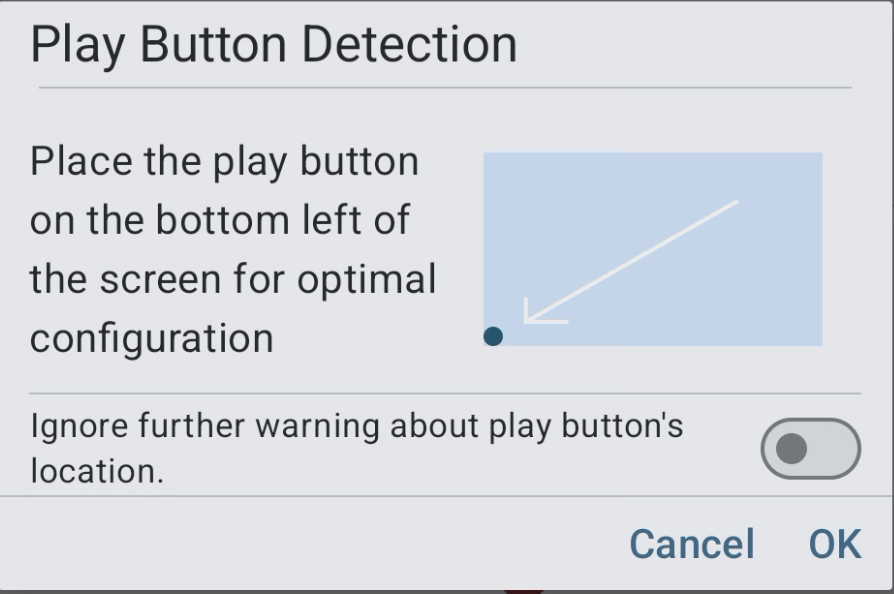 Play Button Detection
Place the play button
on the bottom left of
the screen for optimal
configuration
Ignore further warning about play button's
location.
Cancel OK